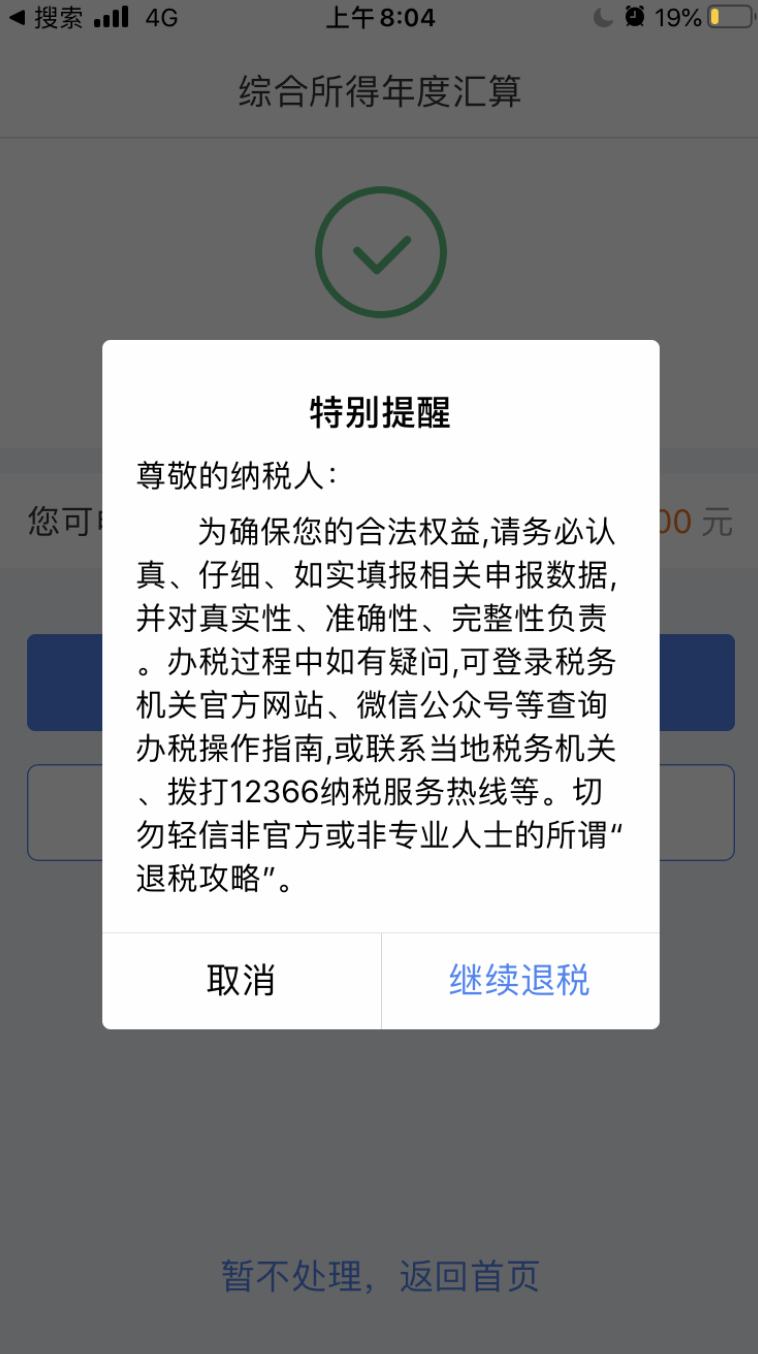 搜索 4G 上午8:04 19%
综合所得年度汇算
特别提醒
尊敬的纳税人：
为确保您的合法权益,请务必认
真、仔细、如实填报相关申报数据,
并对真实性、准确性、完整性负责
。办税过程中如有疑问,可登录税务
机关官方网站、微信公众号等查询
办税操作指南,或联系当地税务机关
、拨打12366纳税服务热线等。切
勿轻信非官方或非专业人士的所谓“
退税攻略”。
您可 00 元
取消 继续退税
暂不处理，返回首页